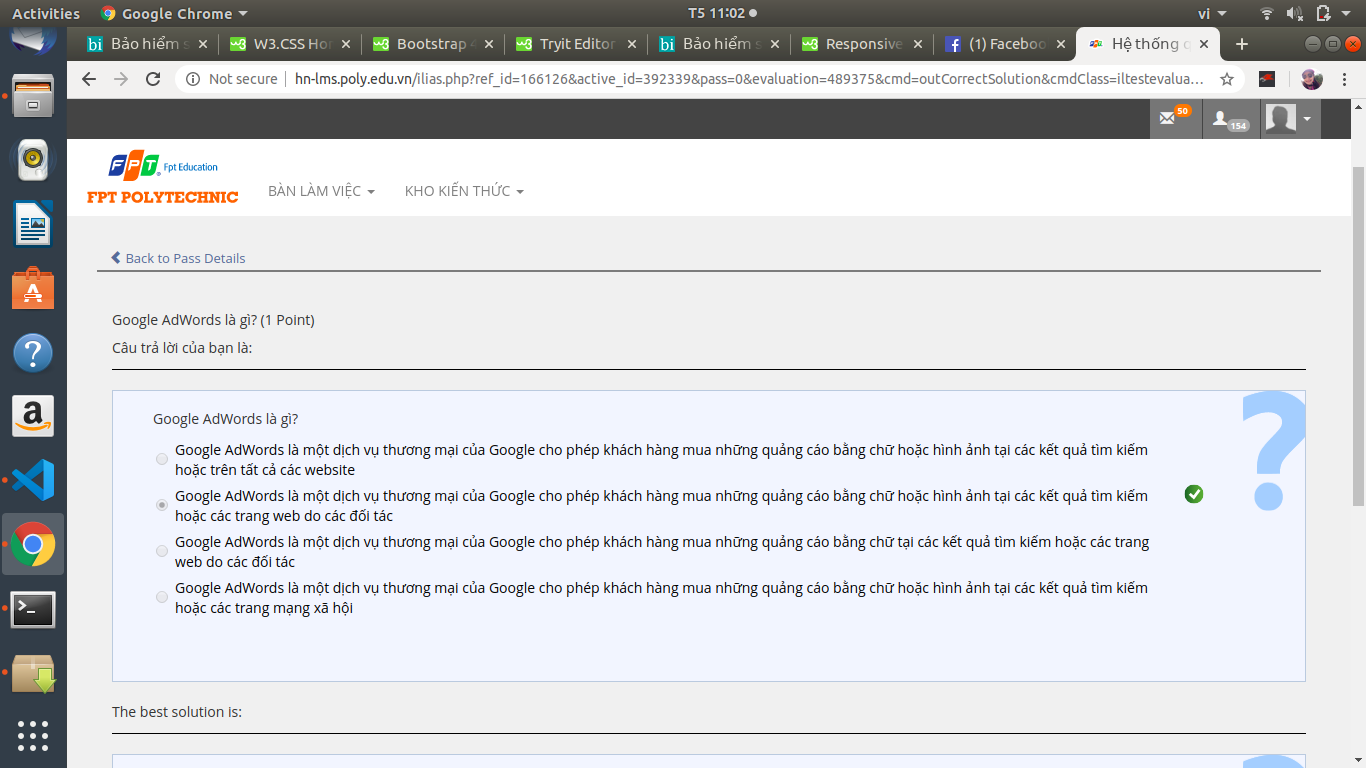 Activities
Google Chrome
T5 11:02
vi
Bảo hiểm s
W3.CSS Ho
Bootstrap 4
Tryit Editor
Bảo hiểm s
Responsive
(1) Faceboo
Hệ thống q
Not secure
hn-lms.poly.edu.vn/ilias.php?ref_id=166126&active_id=392339&pass=0&evaluation=489375&cmd=outCorrectSolution&cmdClass=iltestevalua...
50
154
FPT Fpt Education
FPT POLYTECHNIC
BÀN LÀM VIỆC
KHO KIẾN THỨC
Back to Pass Details
Google AdWords là gì? (1 Point)
Câu trả lời của bạn là:
Google AdWords là gì?
Google AdWords là một dịch vụ thương mại của Google cho phép khách hàng mua những quảng cáo bằng chữ hoặc hình ảnh tại các kết quả tìm kiếm
hoặc trên tất cả các website
Google AdWords là một dịch vụ thương mại của Google cho phép khách hàng mua những quảng cáo bằng chữ hoặc hình ảnh tại các kết quả tìm kiếm
hoặc các trang web do các đối tác
Google AdWords là một dịch vụ thương mại của Google cho phép khách hàng mua những quảng cáo bằng chữ tại các kết quả tìm kiếm hoặc các trang
web do các đối tác
Google AdWords là một dịch vụ thương mại của Google cho phép khách hàng mua những quảng cáo bằng chữ hoặc hình ảnh tại các kết quả tìm kiếm
hoặc các trang mạng xã hội
The best solution is: